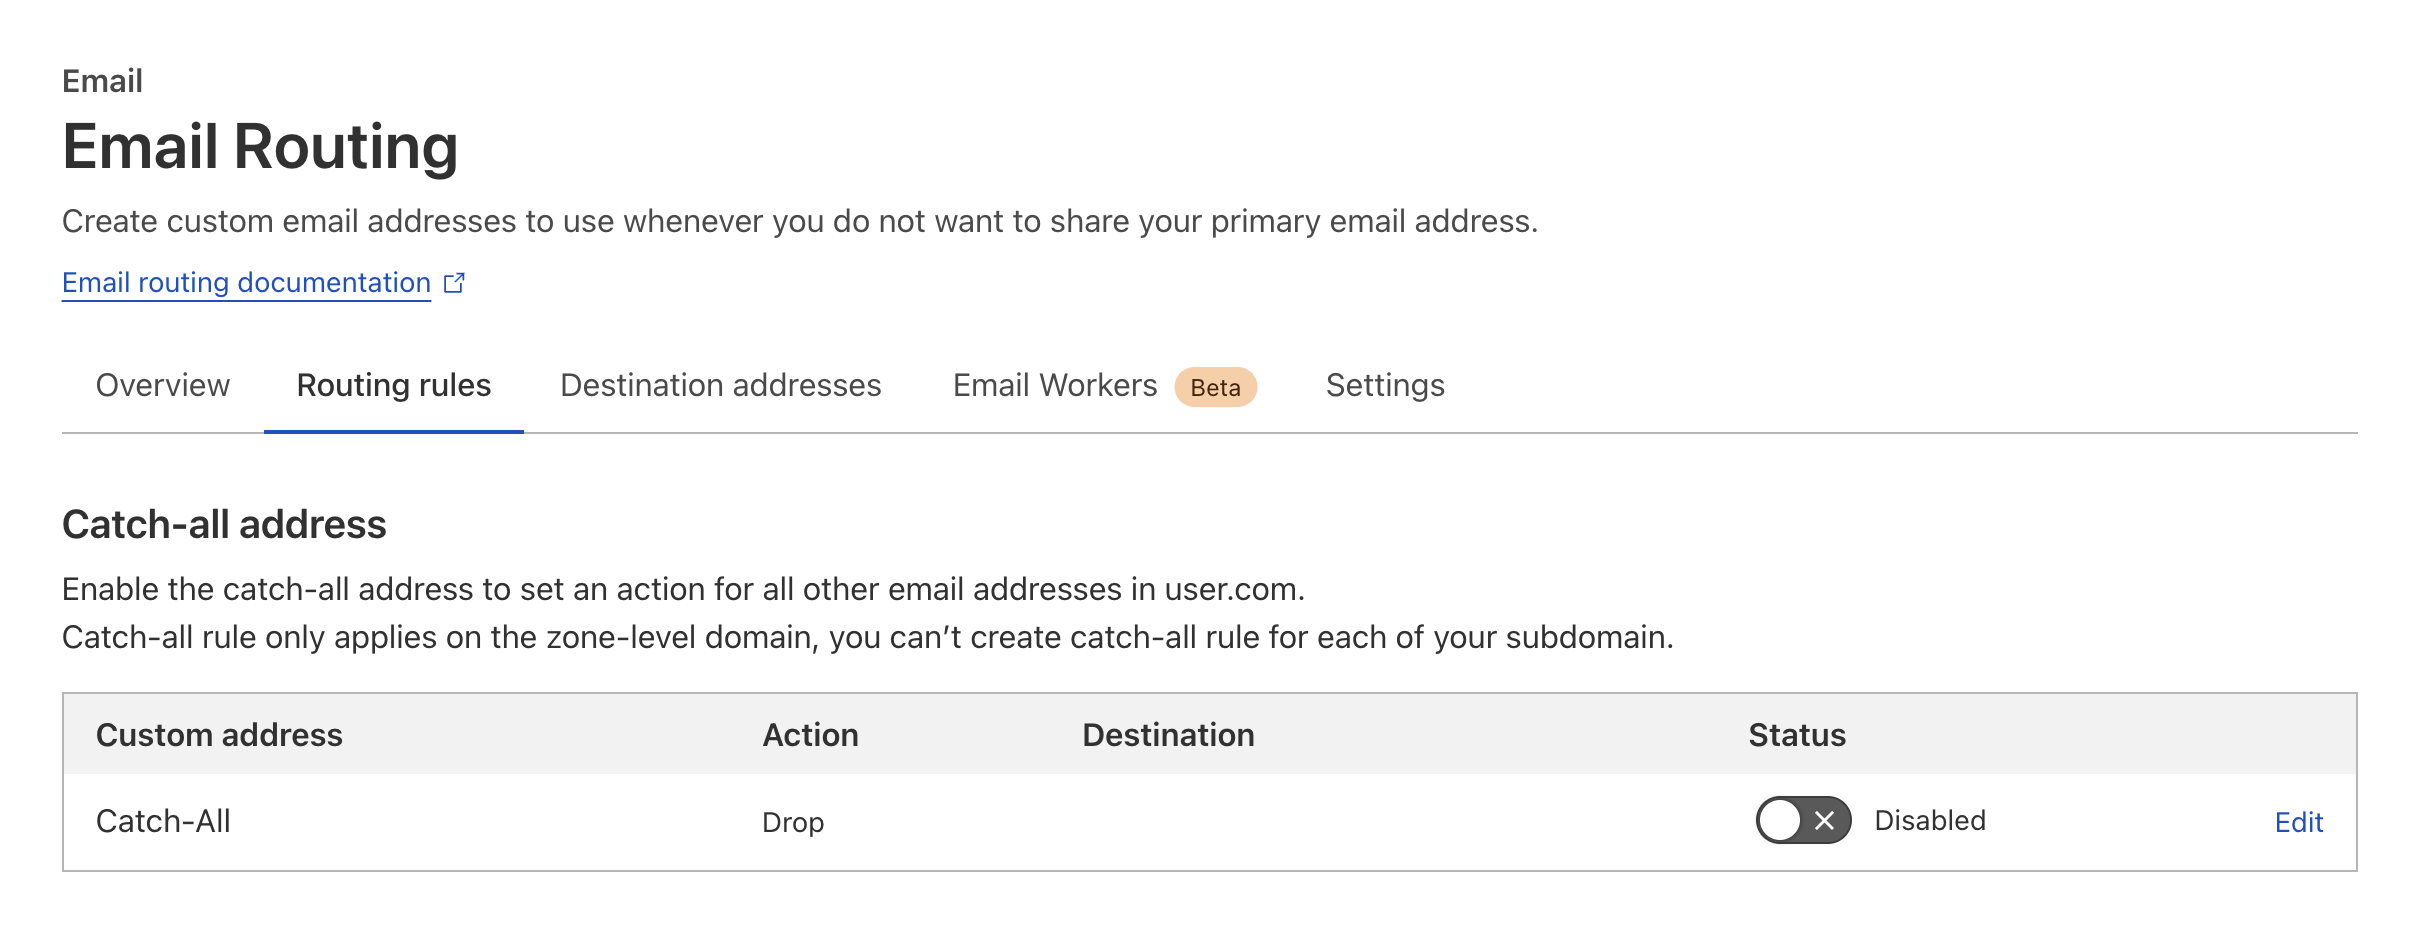 Email
Email Routing
Create custom email addresses to use whenever you do not want to share your primary email address.
Email routing documentation
Overview Routing rules Destination addresses Email Workers Beta Settings
Catch-all address
Enable the catch-all address to set an action for all other email addresses in user.com.
Catch-all rule only applies on the zone-level domain, you can’t create catch-all rule for each of your subdomain.
Custom address Action Destination Status
Catch-All Drop Disabled Edit